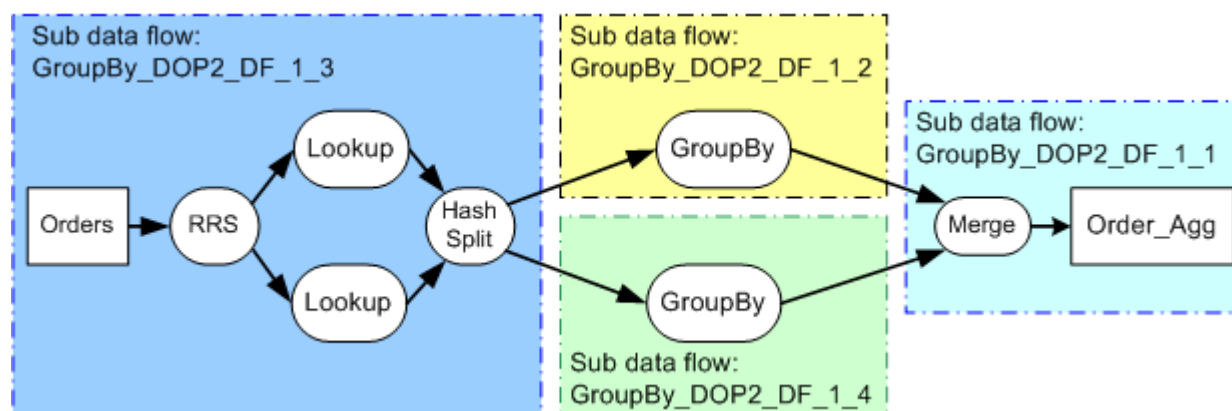 Sub data flow:
GroupBy_DOP2_DF_1_3
Orders
RRS
Lookup
Lookup
Hash
Split
Sub data flow:
GroupBy_DOP2_DF_1_2
GroupBy
GroupBy
Sub data flow:
GroupBy_DOP2_DF_1_4
Sub data flow:
GroupBy_DOP2_DF_1_1
Merge
Order_Agg